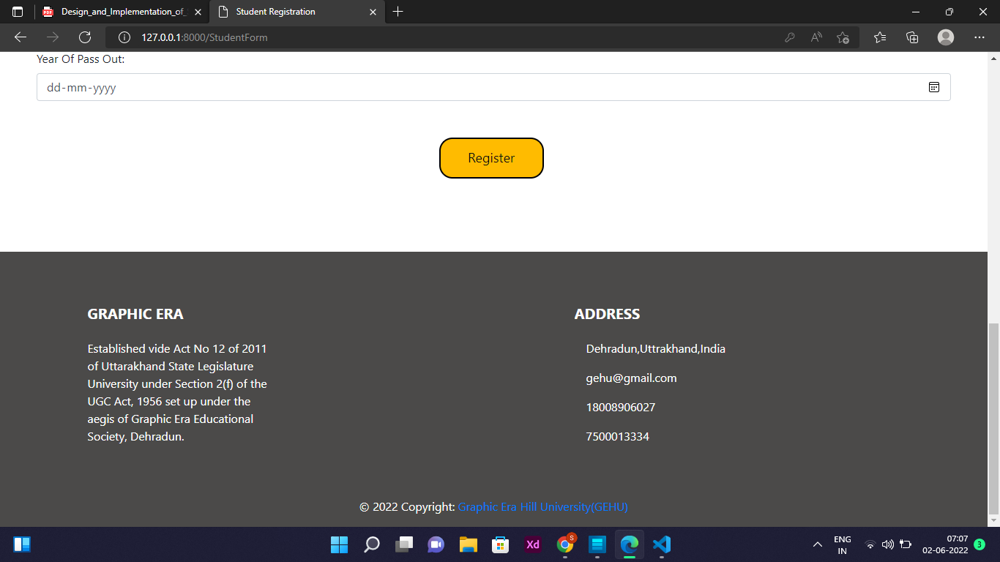 Design_and_Implementation_of_
Student Registration
127.0.0.1:8000/StudentForm
Year Of Pass Out:
dd-mm-yyyy
Register
GRAPHIC ERA
Established vide Act No 12 of 2011
of Uttarakhand State Legislature
University under Section 2(f) of the
UGC Act, 1956 set up under the
aegis of Graphic Era Educational
Society, Dehradun.
ADDRESS
Dehradun,Uttrakhand,India
gehu@gmail.com
18008906027
7500013334
© 2022 Copyright: Graphic Era Hill University(GEHU)
Xd
S
ENG
IN
07:07
02-06-2022
3